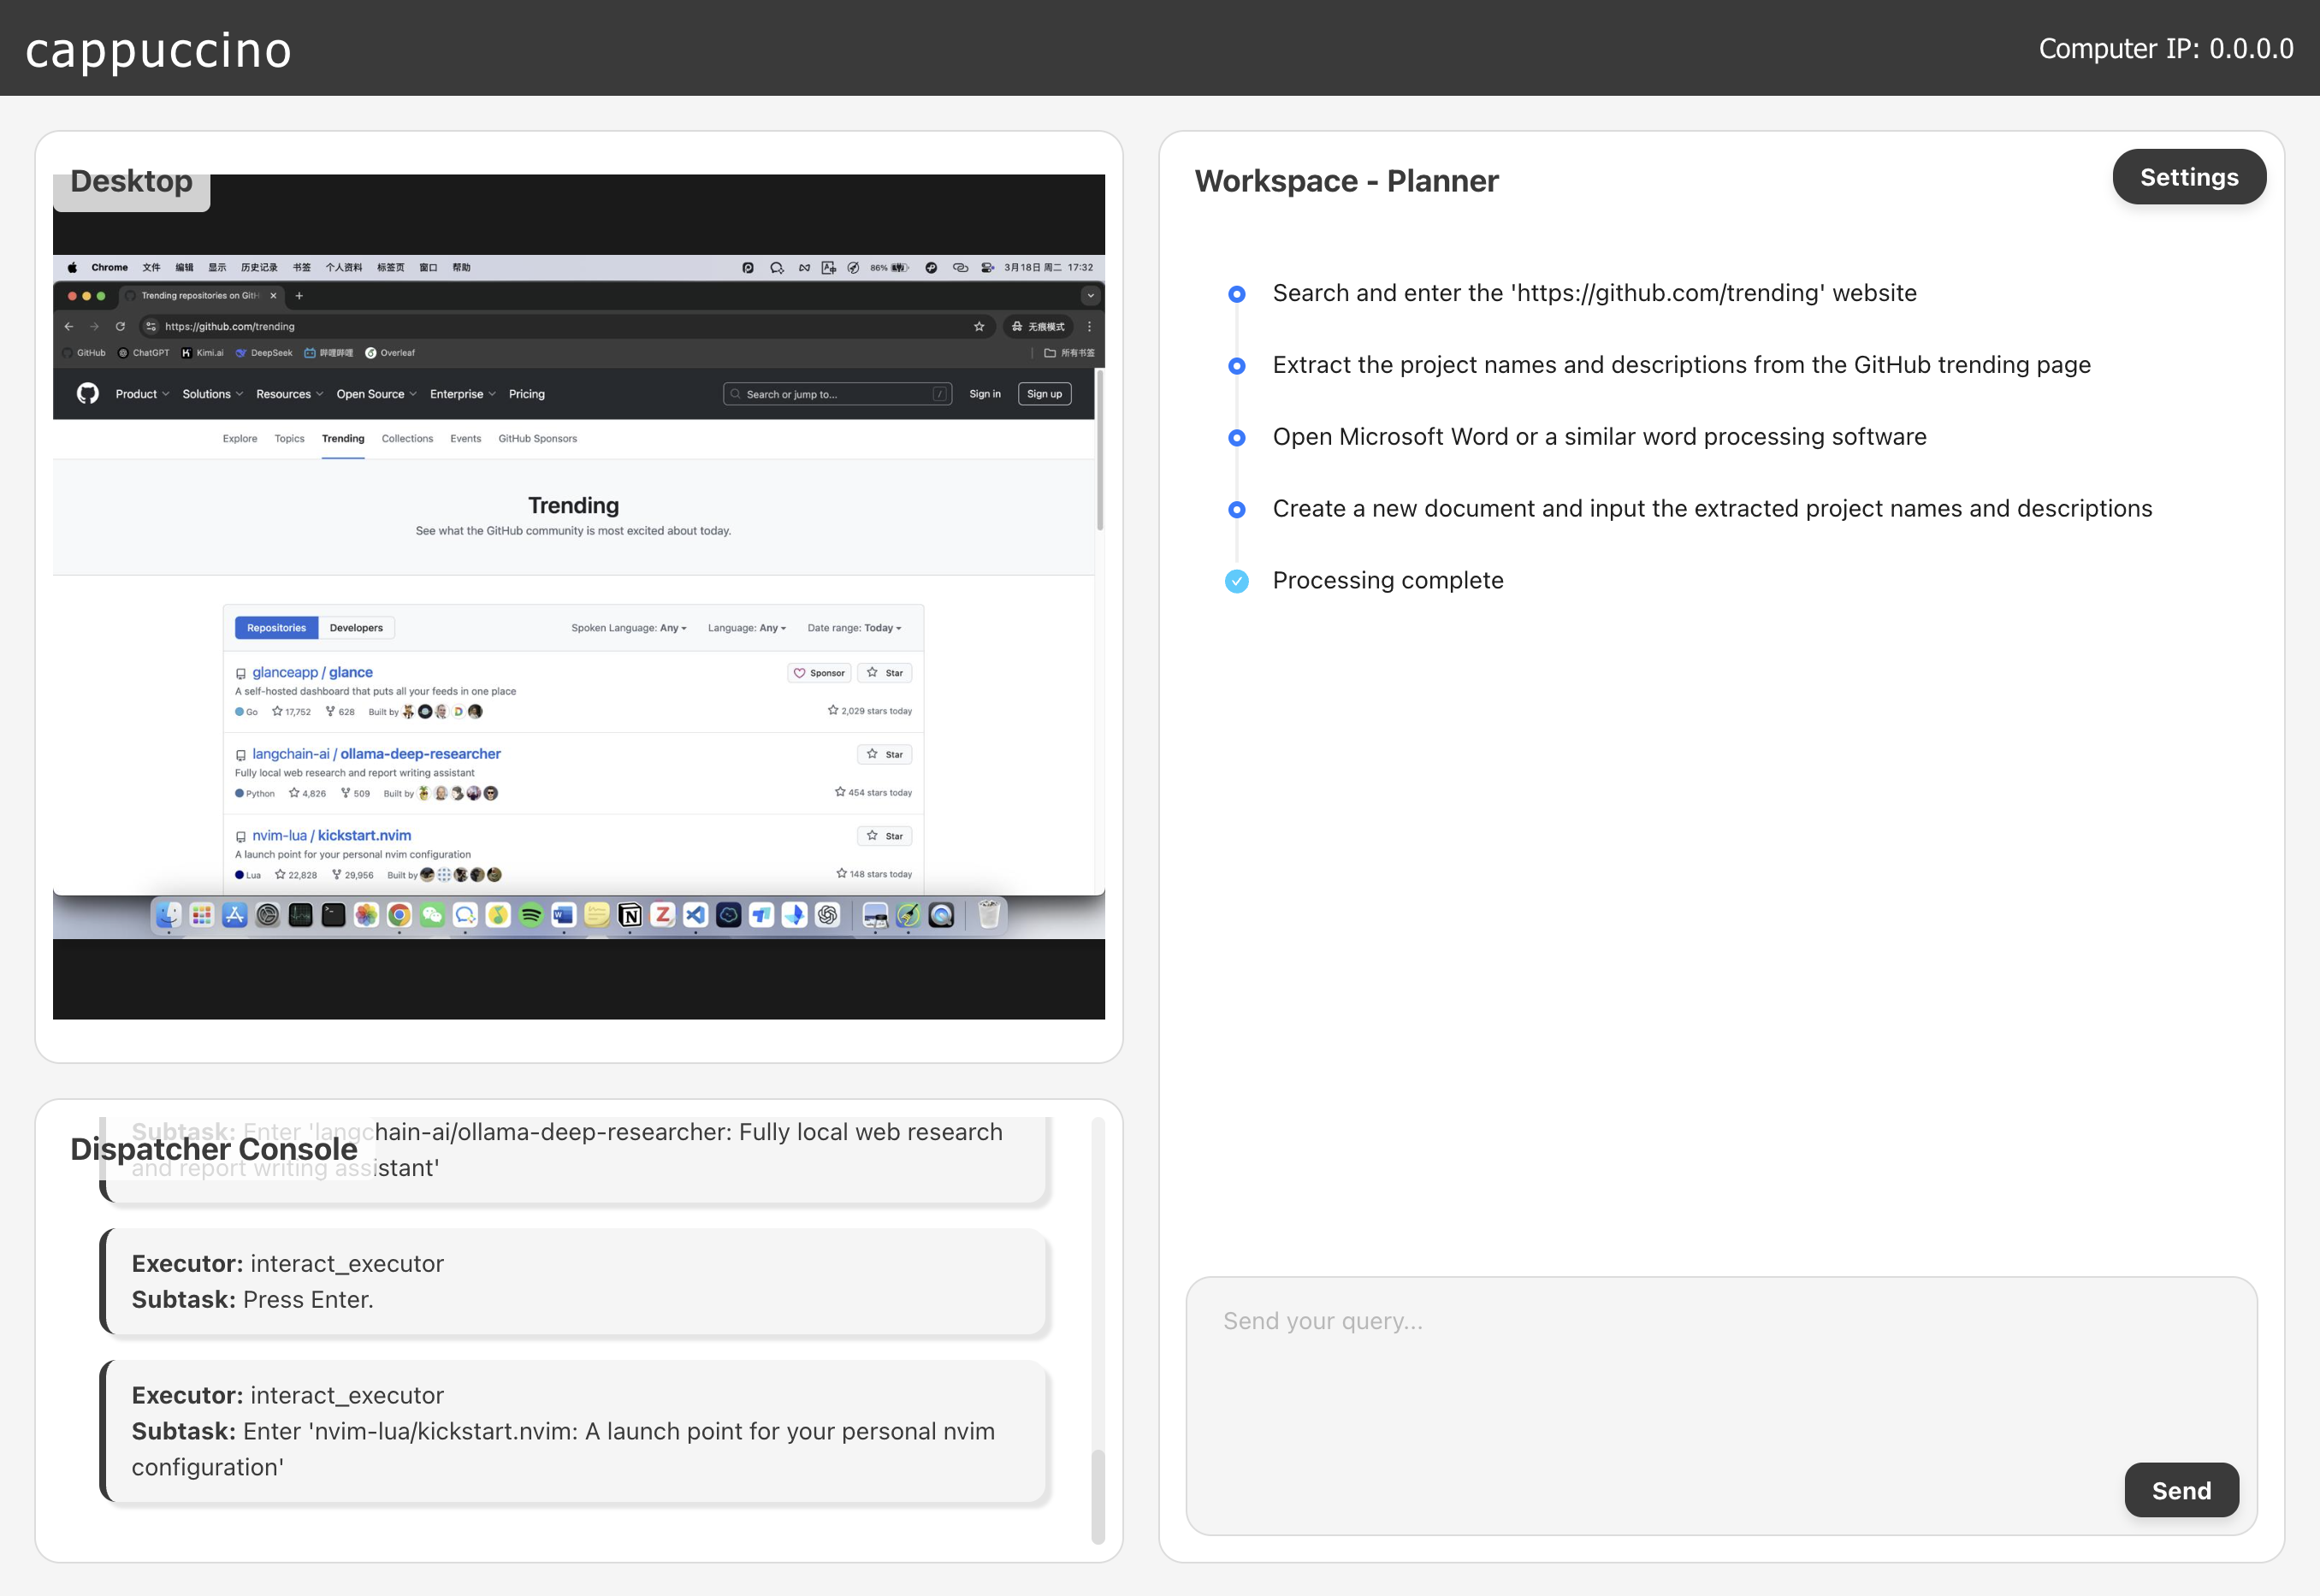 cappuccino
Computer IP: 0.0.0.0
Desktop
Chrome 文件 编辑 显示 历史记录 书签 个人资料 标签页 窗口 帮助
86%
3月18日 周二 17:32
Trending repositories on GitH
https://github.com/trending
无痕模式
GitHub ChatGPT Kimi.ai DeepSeek 哔哩哔哩 Overleaf
所有书签
Product Solutions Resources Open Source Enterprise Pricing
Search or jump to... /
Sign in Sign up
Explore Topics Trending Collections Events GitHub Sponsors
Trending
See what the GitHub community is most excited about today.
Repositories Developers
Spoken Language: Any Language: Any Date range: Today
glanceapp / glance
Sponsor Star
A self-hosted dashboard that puts all your feeds in one place
Go 17,752 628 Built by
2,029 stars today
langchain-ai / ollama-deep-researcher
Star
Fully local web research and report writing assistant
Python 4,826 509 Built by
454 stars today
nvim-lua / kickstart.nvim
Star
A launch point for your personal nvim configuration
Lua 22,828 29,956 Built by
148 stars today
Dispatcher Console
Subtask: Enter 'langchain-ai/ollama-deep-researcher: Fully local web research
and report writing assistant'
Executor: interact_executor
Subtask: Press Enter.
Executor: interact_executor
Subtask: Enter 'nvim-lua/kickstart.nvim: A launch point for your personal nvim
configuration'
Workspace - Planner
Settings
Search and enter the 'https://github.com/trending' website
Extract the project names and descriptions from the GitHub trending page
Open Microsoft Word or a similar word processing software
Create a new document and input the extracted project names and descriptions
Processing complete
Send your query...
Send